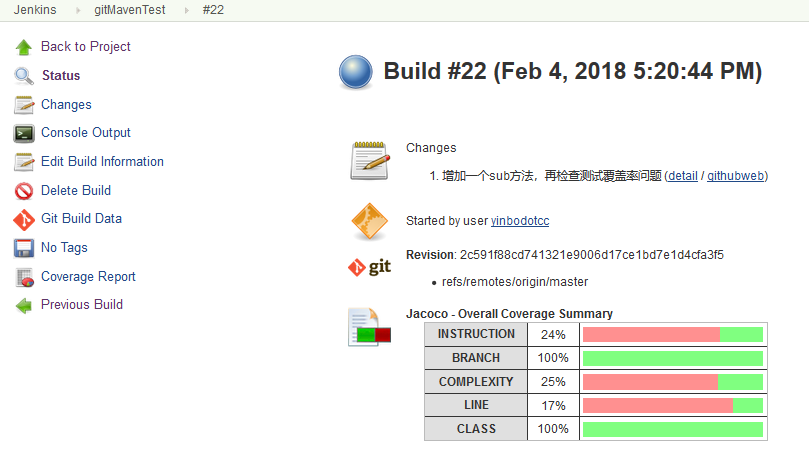 Jenkins gitMavenTest #22
Back to Project
Status
Changes
Console Output
Edit Build Information
Delete Build
Git Build Data
No Tags
Coverage Report
Previous Build
Build #22 (Feb 4, 2018 5:20:44 PM)
Changes
1. 增加一个sub方法，再检查测试覆盖率问题 (detail / githubweb)
Started by user yinbodotcc
git
Revision: 2c591f88cd741321e9006d17ce1bd7e1d4cfa3f5
• refs/remotes/origin/master
Jacoco - Overall Coverage Summary
INSTRUCTION 24%
BRANCH 100%
COMPLEXITY 25%
LINE 17%
CLASS 100%